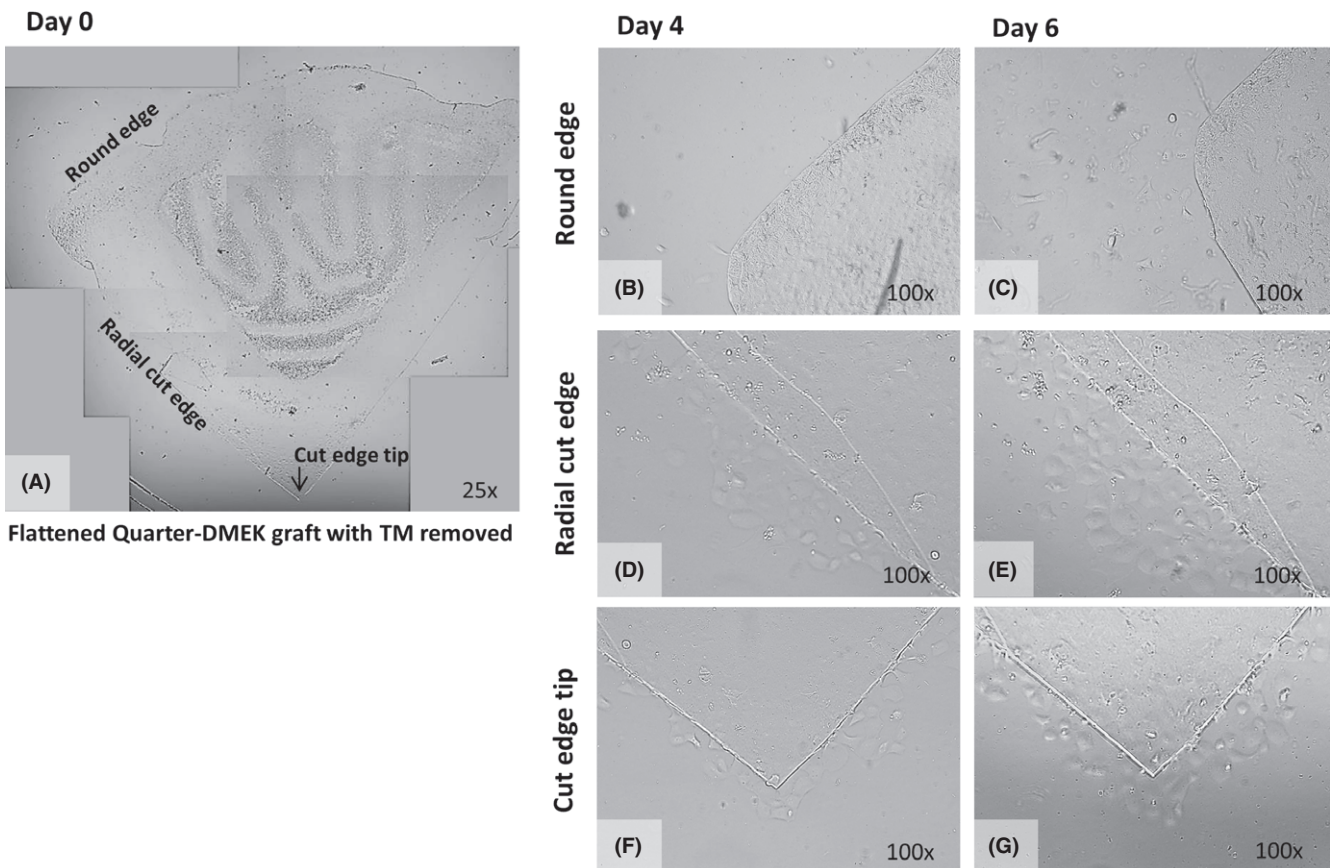 Day 0
Day 4
Day 6
Round edge
Radial cut edge
Cut edge tip
(A)
25x
Flattened Quarter-DMEK graft with TM removed
Round edge
(B)
100x
(C)
100x
Radial cut edge
(D)
100x
(E)
100x
Cut edge tip
(F)
100x
(G)
100x